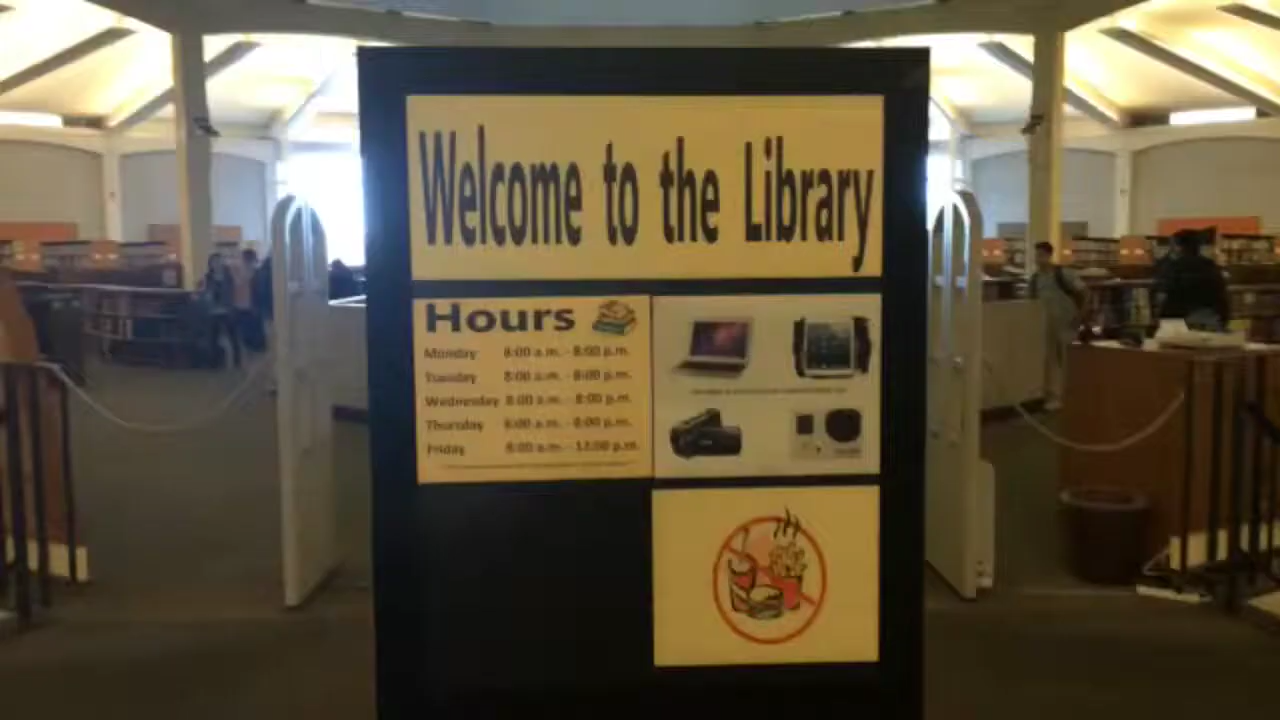 Welcome to the Library
Hours
Monday 8:00 a.m. - 8:00 p.m.
Tuesday 8:00 a.m. - 8:00 p.m.
Wednesday 8:00 a.m. - 8:00 p.m.
Thursday 8:00 a.m. - 8:00 p.m.
Friday 8:00 a.m. - 12:00 p.m.